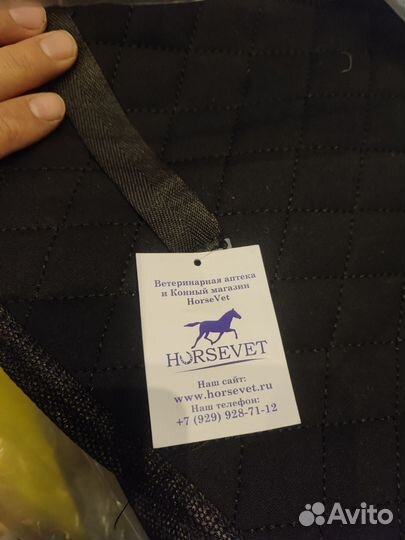 Ветеринарная аптека
и Конный магазин
HorseVet
HORSEVET
Наш сайт:
www.horsevet.ru
Наш телефон:
+7 (929) 928-71-12
Avito